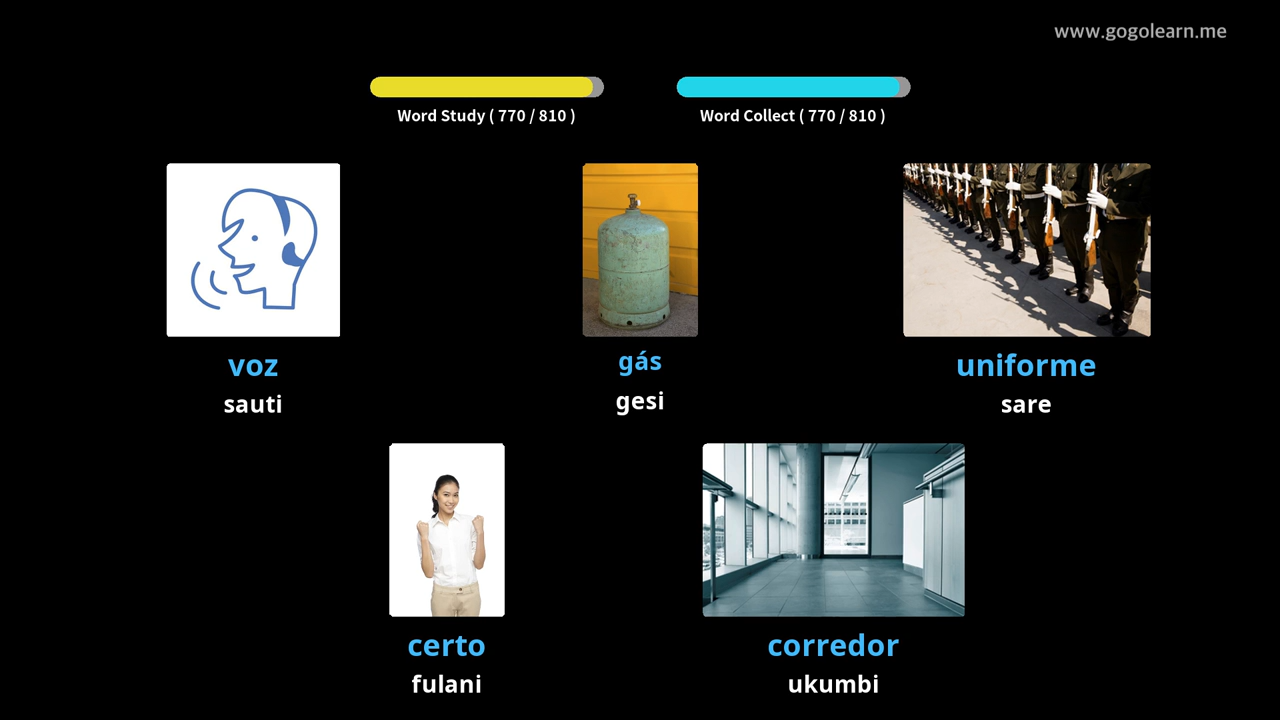 www.gogolearn.me
Word Study ( 770 / 810 )
Word Collect ( 770 / 810 )
voz
sauti
gás
gesi
uniforme
sare
certo
fulani
corredor
ukumbi